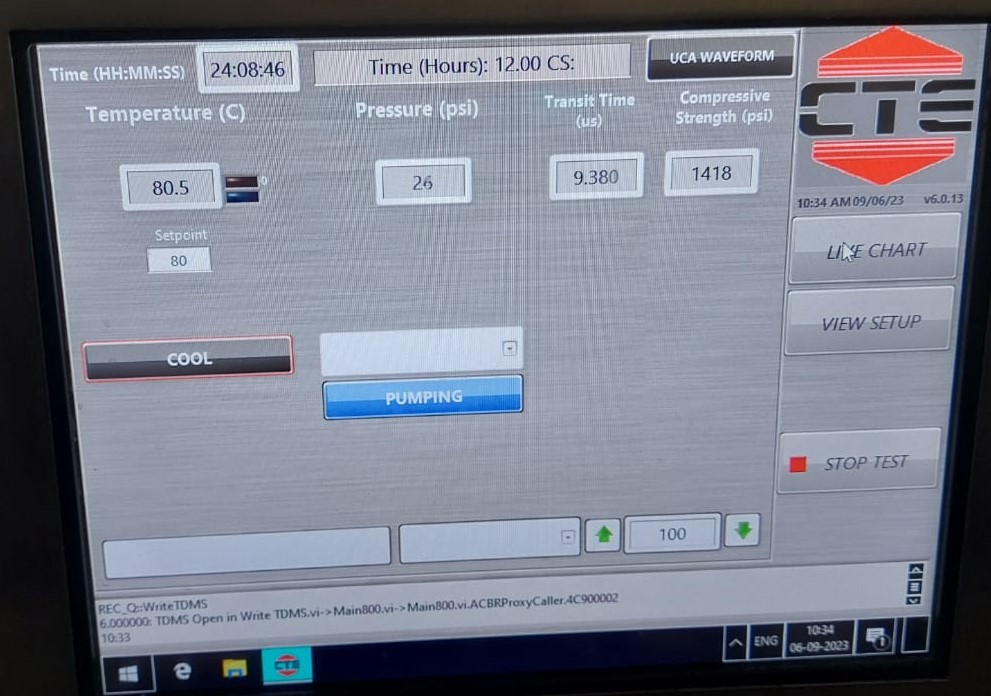 Time (HH:MM:SS) 24:08:46 Time (Hours): 12.00 CS: UCA WAVEFORM
Temperature (C) Pressure (psi) Transit Time (us) Compressive Strength (psi)
CTE
80.5 26 9.380 1418
10:34 AM 09/06/23 v6.0.13
Setpoint
80
LIVE CHART
VIEW SETUP
COOL
PUMPING
STOP TEST
100
REC_Q::WriteTDMS
6.000000: TDMS Open in Write TDMS.vi->Main800.vi->Main800.vi.ACBRProxyCaller.4C900002
10:33
CTE ENG 10:34
06-09-2023 1